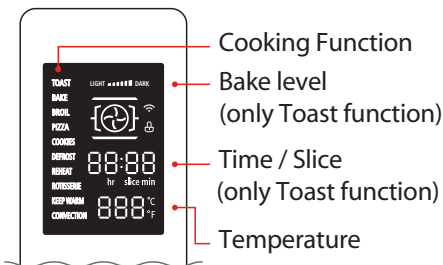 Cooking Function
Bake level
(only Toast function)
Time / Slice
(only Toast function)
Temperature
TOAST
BAKE
BROIL
PIZZA
COOKIES
DEFROST
REHEAT
ROTISSERIE
KEEP WARM
CONVECTION
LIGHT DARK
88:88
hr slice min
888 °C
°F